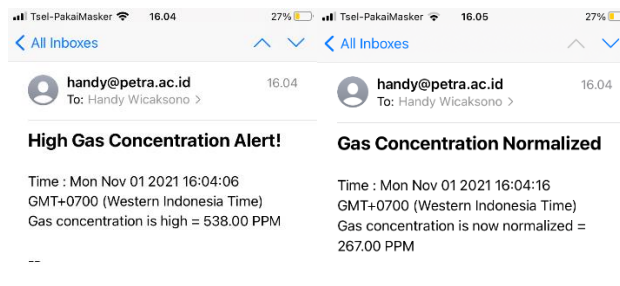 Tsel-PakaiMasker 16.04 27%
All Inboxes
handy@petra.ac.id 16.04
To: Handy Wicaksono >
High Gas Concentration Alert!
Time : Mon Nov 01 2021 16:04:06
GMT+0700 (Western Indonesia Time)
Gas concentration is high = 538.00 PPM
--
Tsel-PakaiMasker 16.05 27%
All Inboxes
handy@petra.ac.id 16.04
To: Handy Wicaksono >
Gas Concentration Normalized
Time : Mon Nov 01 2021 16:04:16
GMT+0700 (Western Indonesia Time)
Gas concentration is now normalized =
267.00 PPM